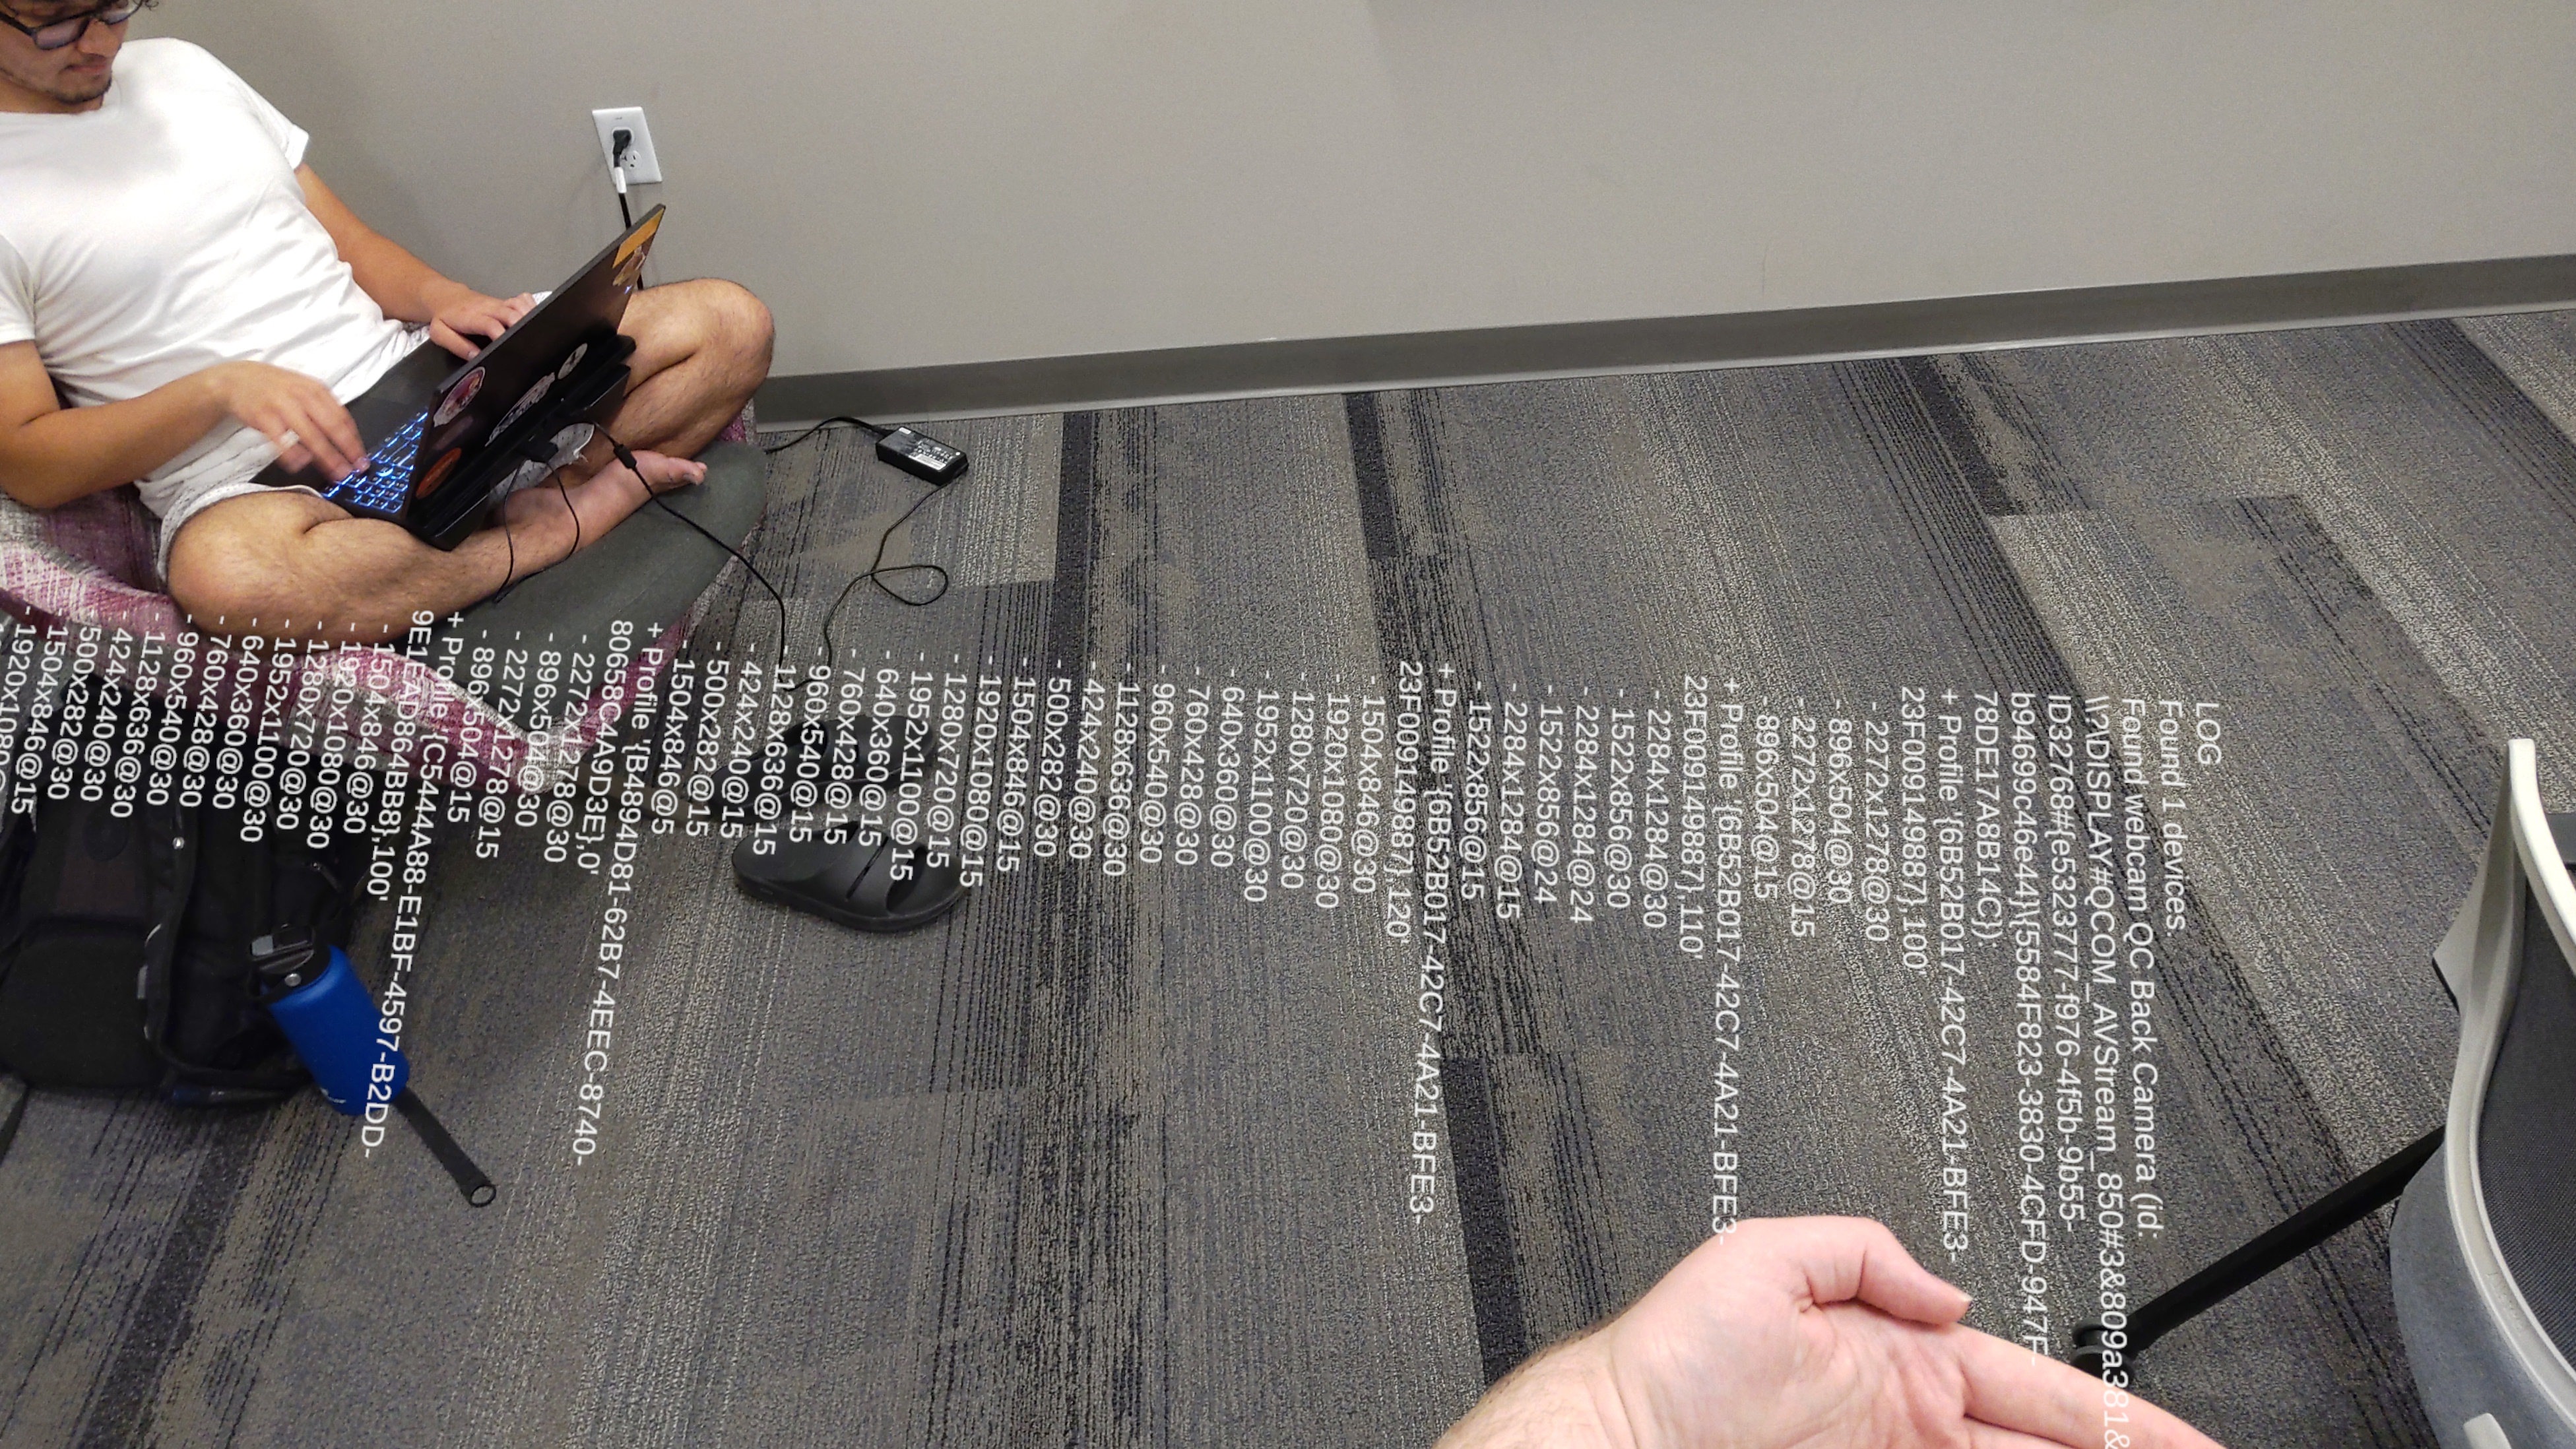 LOG
Found 1 devices.
Found webcam QC Back Camera (id:
\\?\DISPLAY#QCOM_AVStream_850#3&809a381&
ID32768#{e5323777-f976-4f5b-9b55-
b94699c46e44}\{5584F823-3830-4CFD-947F-
78DE17A8B14C}):
+ Profile '{6B52B017-42C7-4A21-BFE3-
23F009149887},100'
- 2272x1278@30
- 896x504@30
- 2272x1278@15
- 896x504@15
+ Profile '{6B52B017-42C7-4A21-BFE3-
23F009149887},110'
- 2284x1284@30
- 1522x856@30
- 2284x1284@24
- 1522x856@24
- 2284x1284@15
- 1522x856@15
+ Profile '{6B52B017-42C7-4A21-BFE3-
23F009149887},120'
- 1504x846@30
- 1920x1080@30
- 1280x720@30
- 1952x1100@30
- 640x360@30
- 760x428@30
- 960x540@30
- 1128x636@30
- 424x240@30
- 500x282@30
- 1504x846@15
- 1920x1080@15
- 1280x720@15
- 1952x1100@15
- 640x360@15
- 760x428@15
- 960x540@15
- 1128x636@15
- 424x240@15
- 500x282@15
- 1504x846@5
+ Profile '{B4894D81-62B7-4EEC-8740-
80658C4A9D3E},0'
- 2272x1278@30
- 896x504@30
- 2272x1278@15
- 896x504@15
+ Profile '{C5444A88-E1BF-4597-B2DD-
9E1EAD864BB8},100'
- 1504x846@30
- 1920x1080@30
- 1280x720@30
- 1952x1100@30
- 640x360@30
- 760x428@30
- 960x540@30
- 1128x636@30
- 424x240@30
- 500x282@30
- 1504x846@15
- 1920x1080@